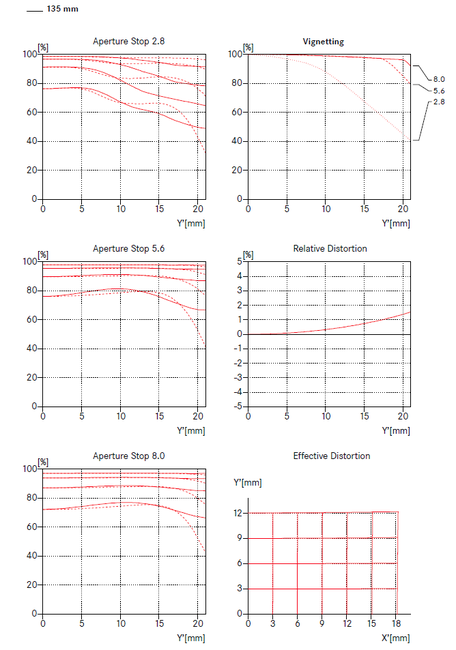 135 mm
Aperture Stop 2.8
[%]
100
80
60
40
20
0
0 5 10 15 20
Y'[mm]
Vignetting
[%]
100
80
60
40
20
0
0 5 10 15 20
Y'[mm]
8.0
5.6
2.8
Aperture Stop 5.6
[%]
100
80
60
40
20
0
0 5 10 15 20
Y'[mm]
Relative Distortion
[%]
5
4
3
2
1
0
-1
-2
-3
-4
-5
0 5 10 15 20
Y'[mm]
Aperture Stop 8.0
[%]
100
80
60
40
20
0
0 5 10 15 20
Y'[mm]
Effective Distortion
Y'[mm]
12
9
6
3
0
0 3 6 9 12 15 18
X'[mm]